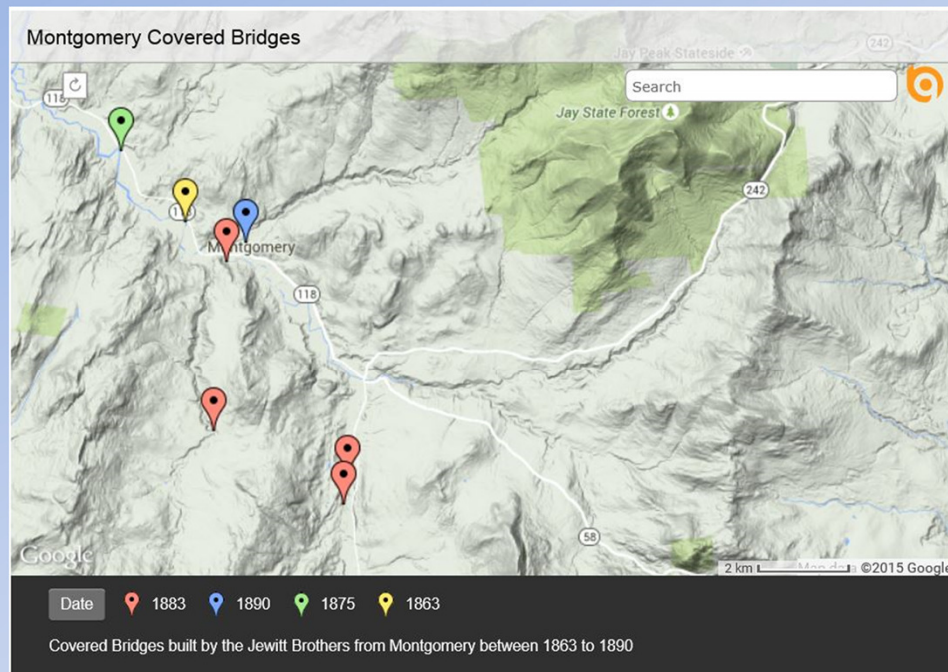 Montgomery Covered Bridges
Jay Peak Stateside
242
118
Search
Jay State Forest
242
Montgomery
118
58
Google
2 km
Map data ©2015 Google
Date 1883 1890 1875 1863
Covered Bridges built by the Jewitt Brothers from Montgomery between 1863 to 1890